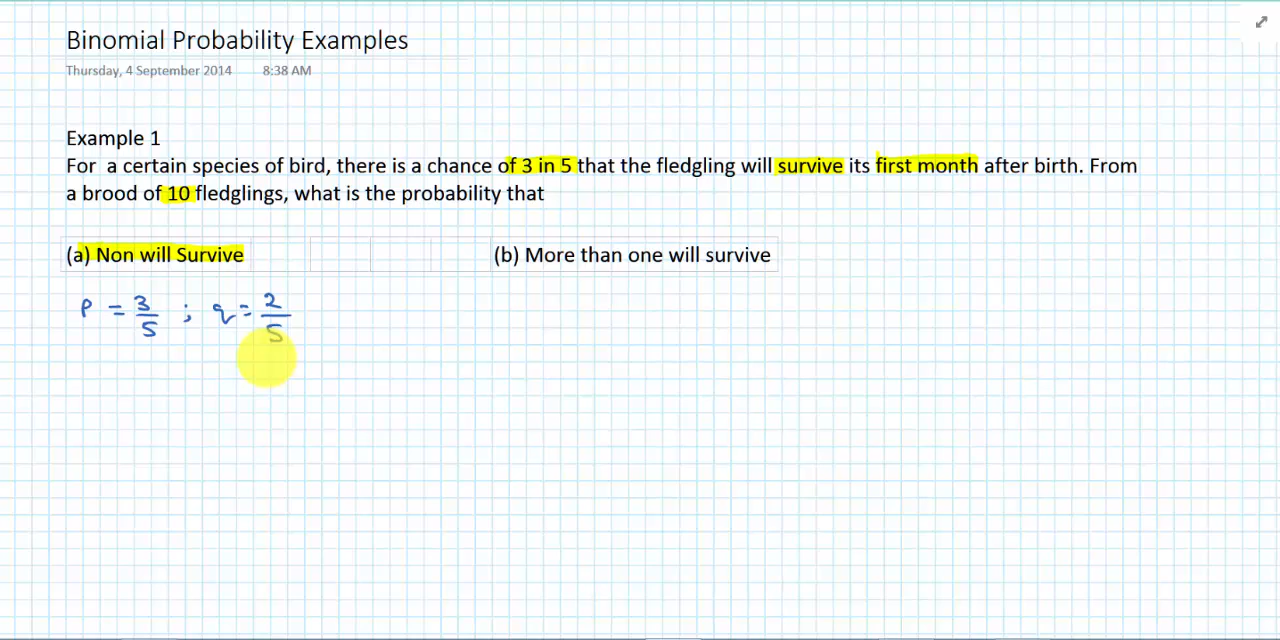 Binomial Probability Examples
Thursday, 4 September 2014 8:38 AM
Example 1
For a certain species of bird, there is a chance of 3 in 5 that the fledgling will survive its first month after birth. From
a brood of 10 fledglings, what is the probability that
(a) Non will Survive (b) More than one will survive
P = 3/5 ; q = 2/5